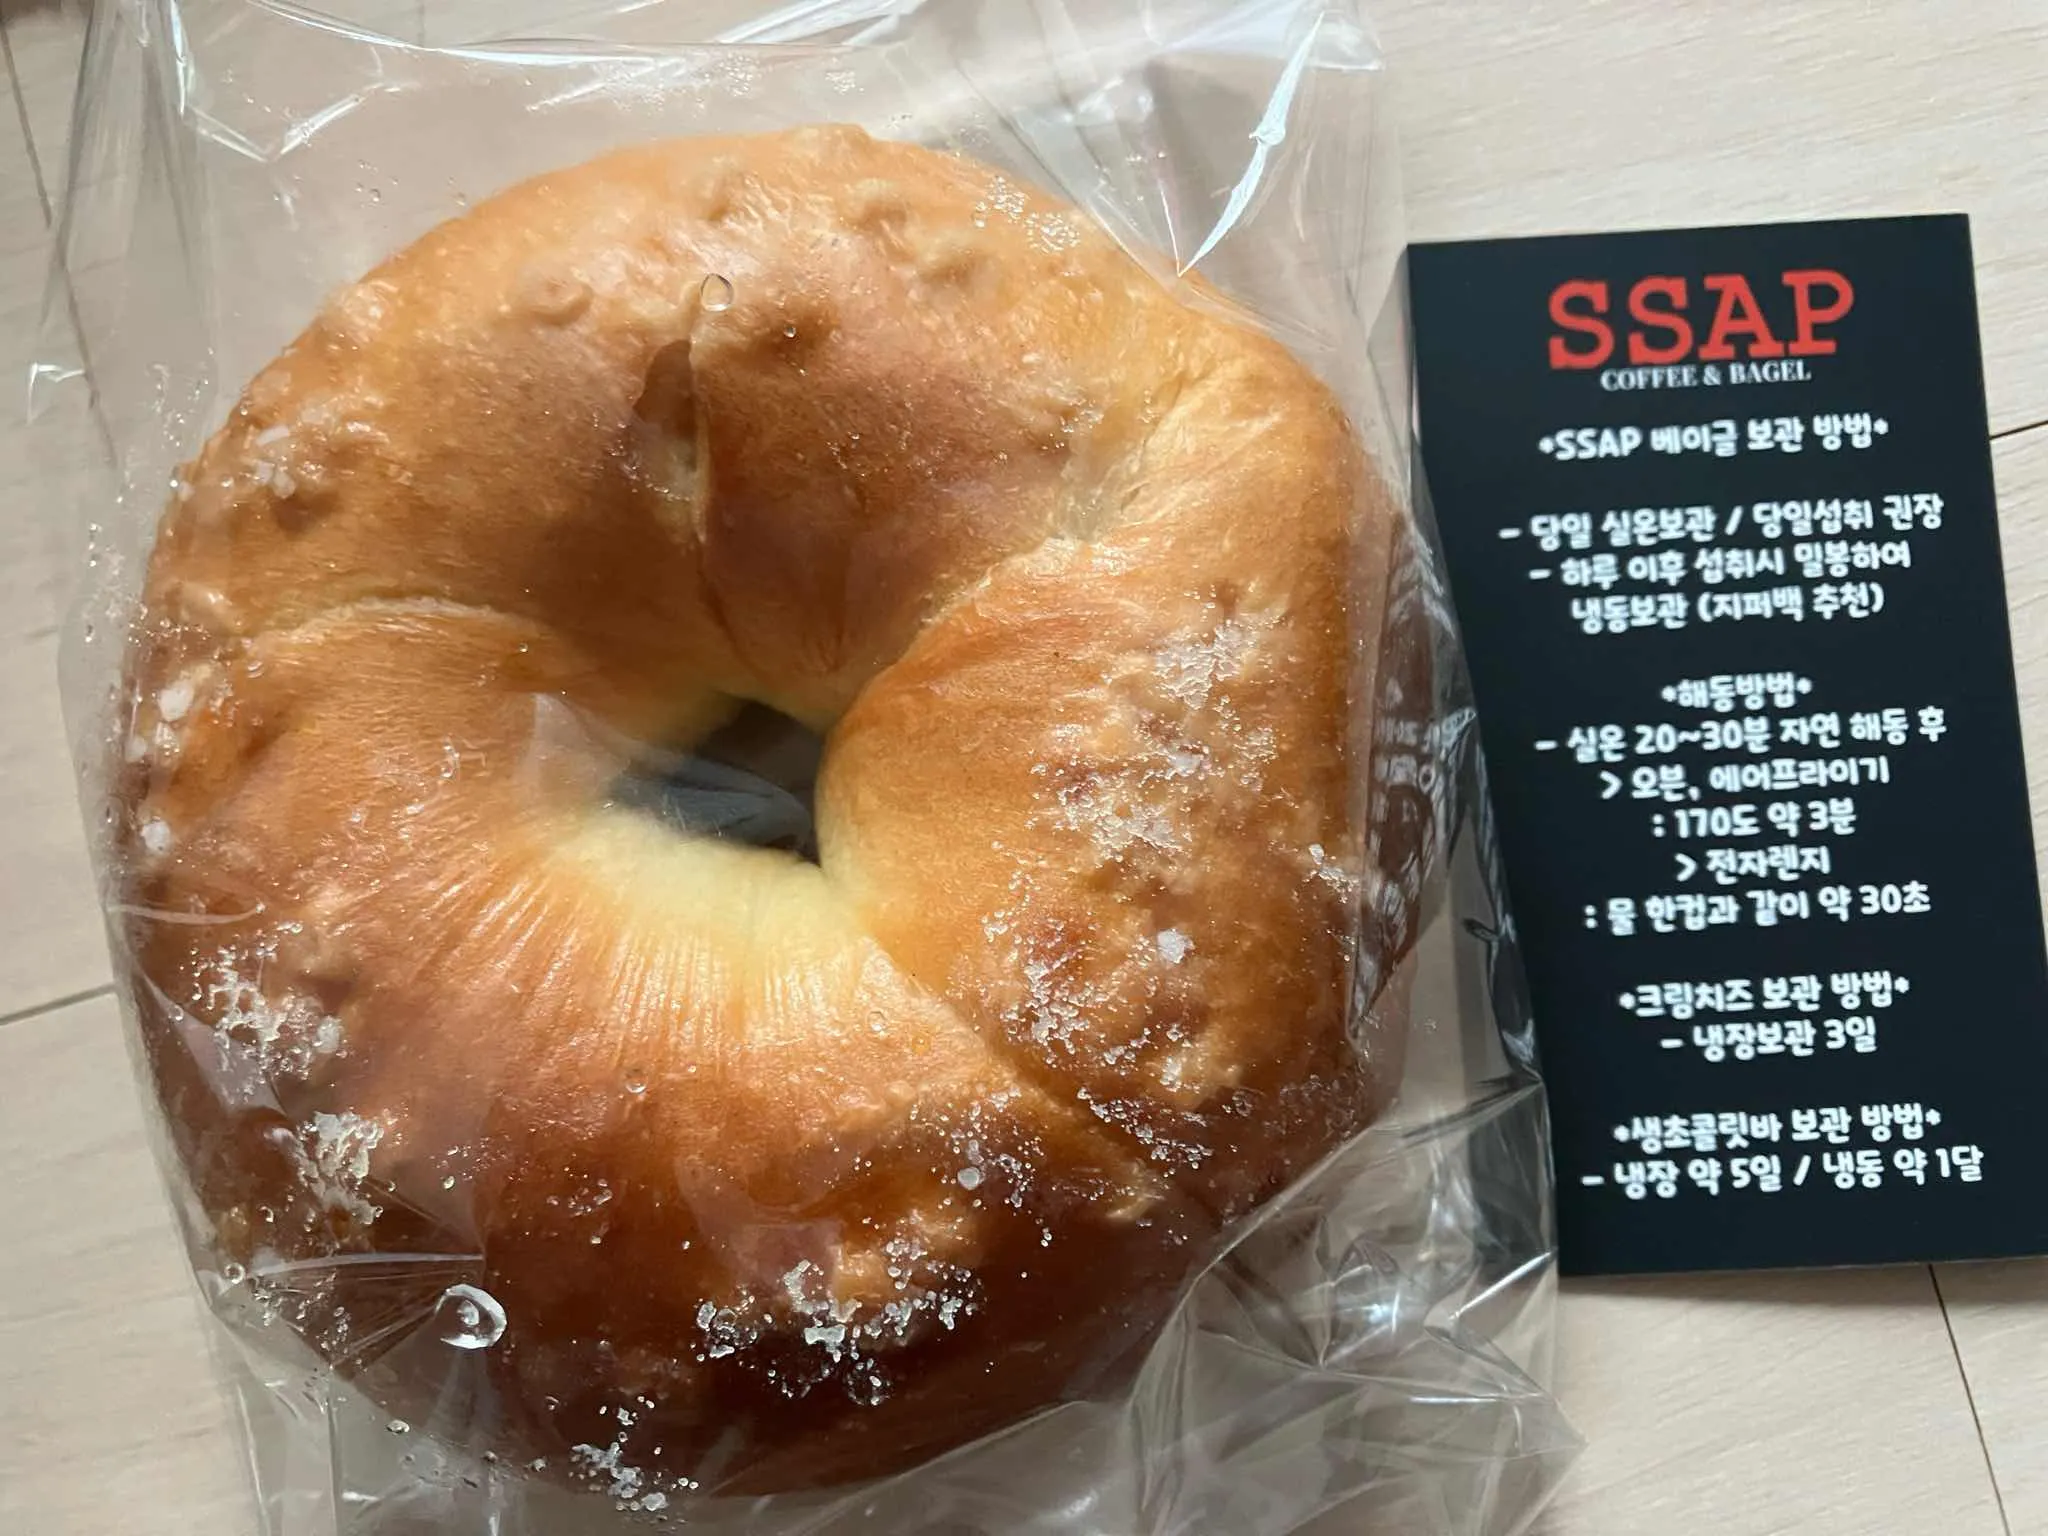 SSAP
COFFEE & BAGEL
*SSAP 베이글 보관 방법*
- 당일 실온보관 / 당일섭취 권장
- 하루 이후 섭취시 밀봉하여
냉동보관 (지퍼백 추천)
*해동방법*
- 실온 20~30분 자연 해동 후
> 오븐, 에어프라이기
: 170도 약 3분
> 전자렌지
: 물 한컵과 같이 약 30초
*크림치즈 보관 방법*
- 냉장보관 3일
*생초콜릿바 보관 방법*
- 냉장 약 5일 / 냉동 약 1달